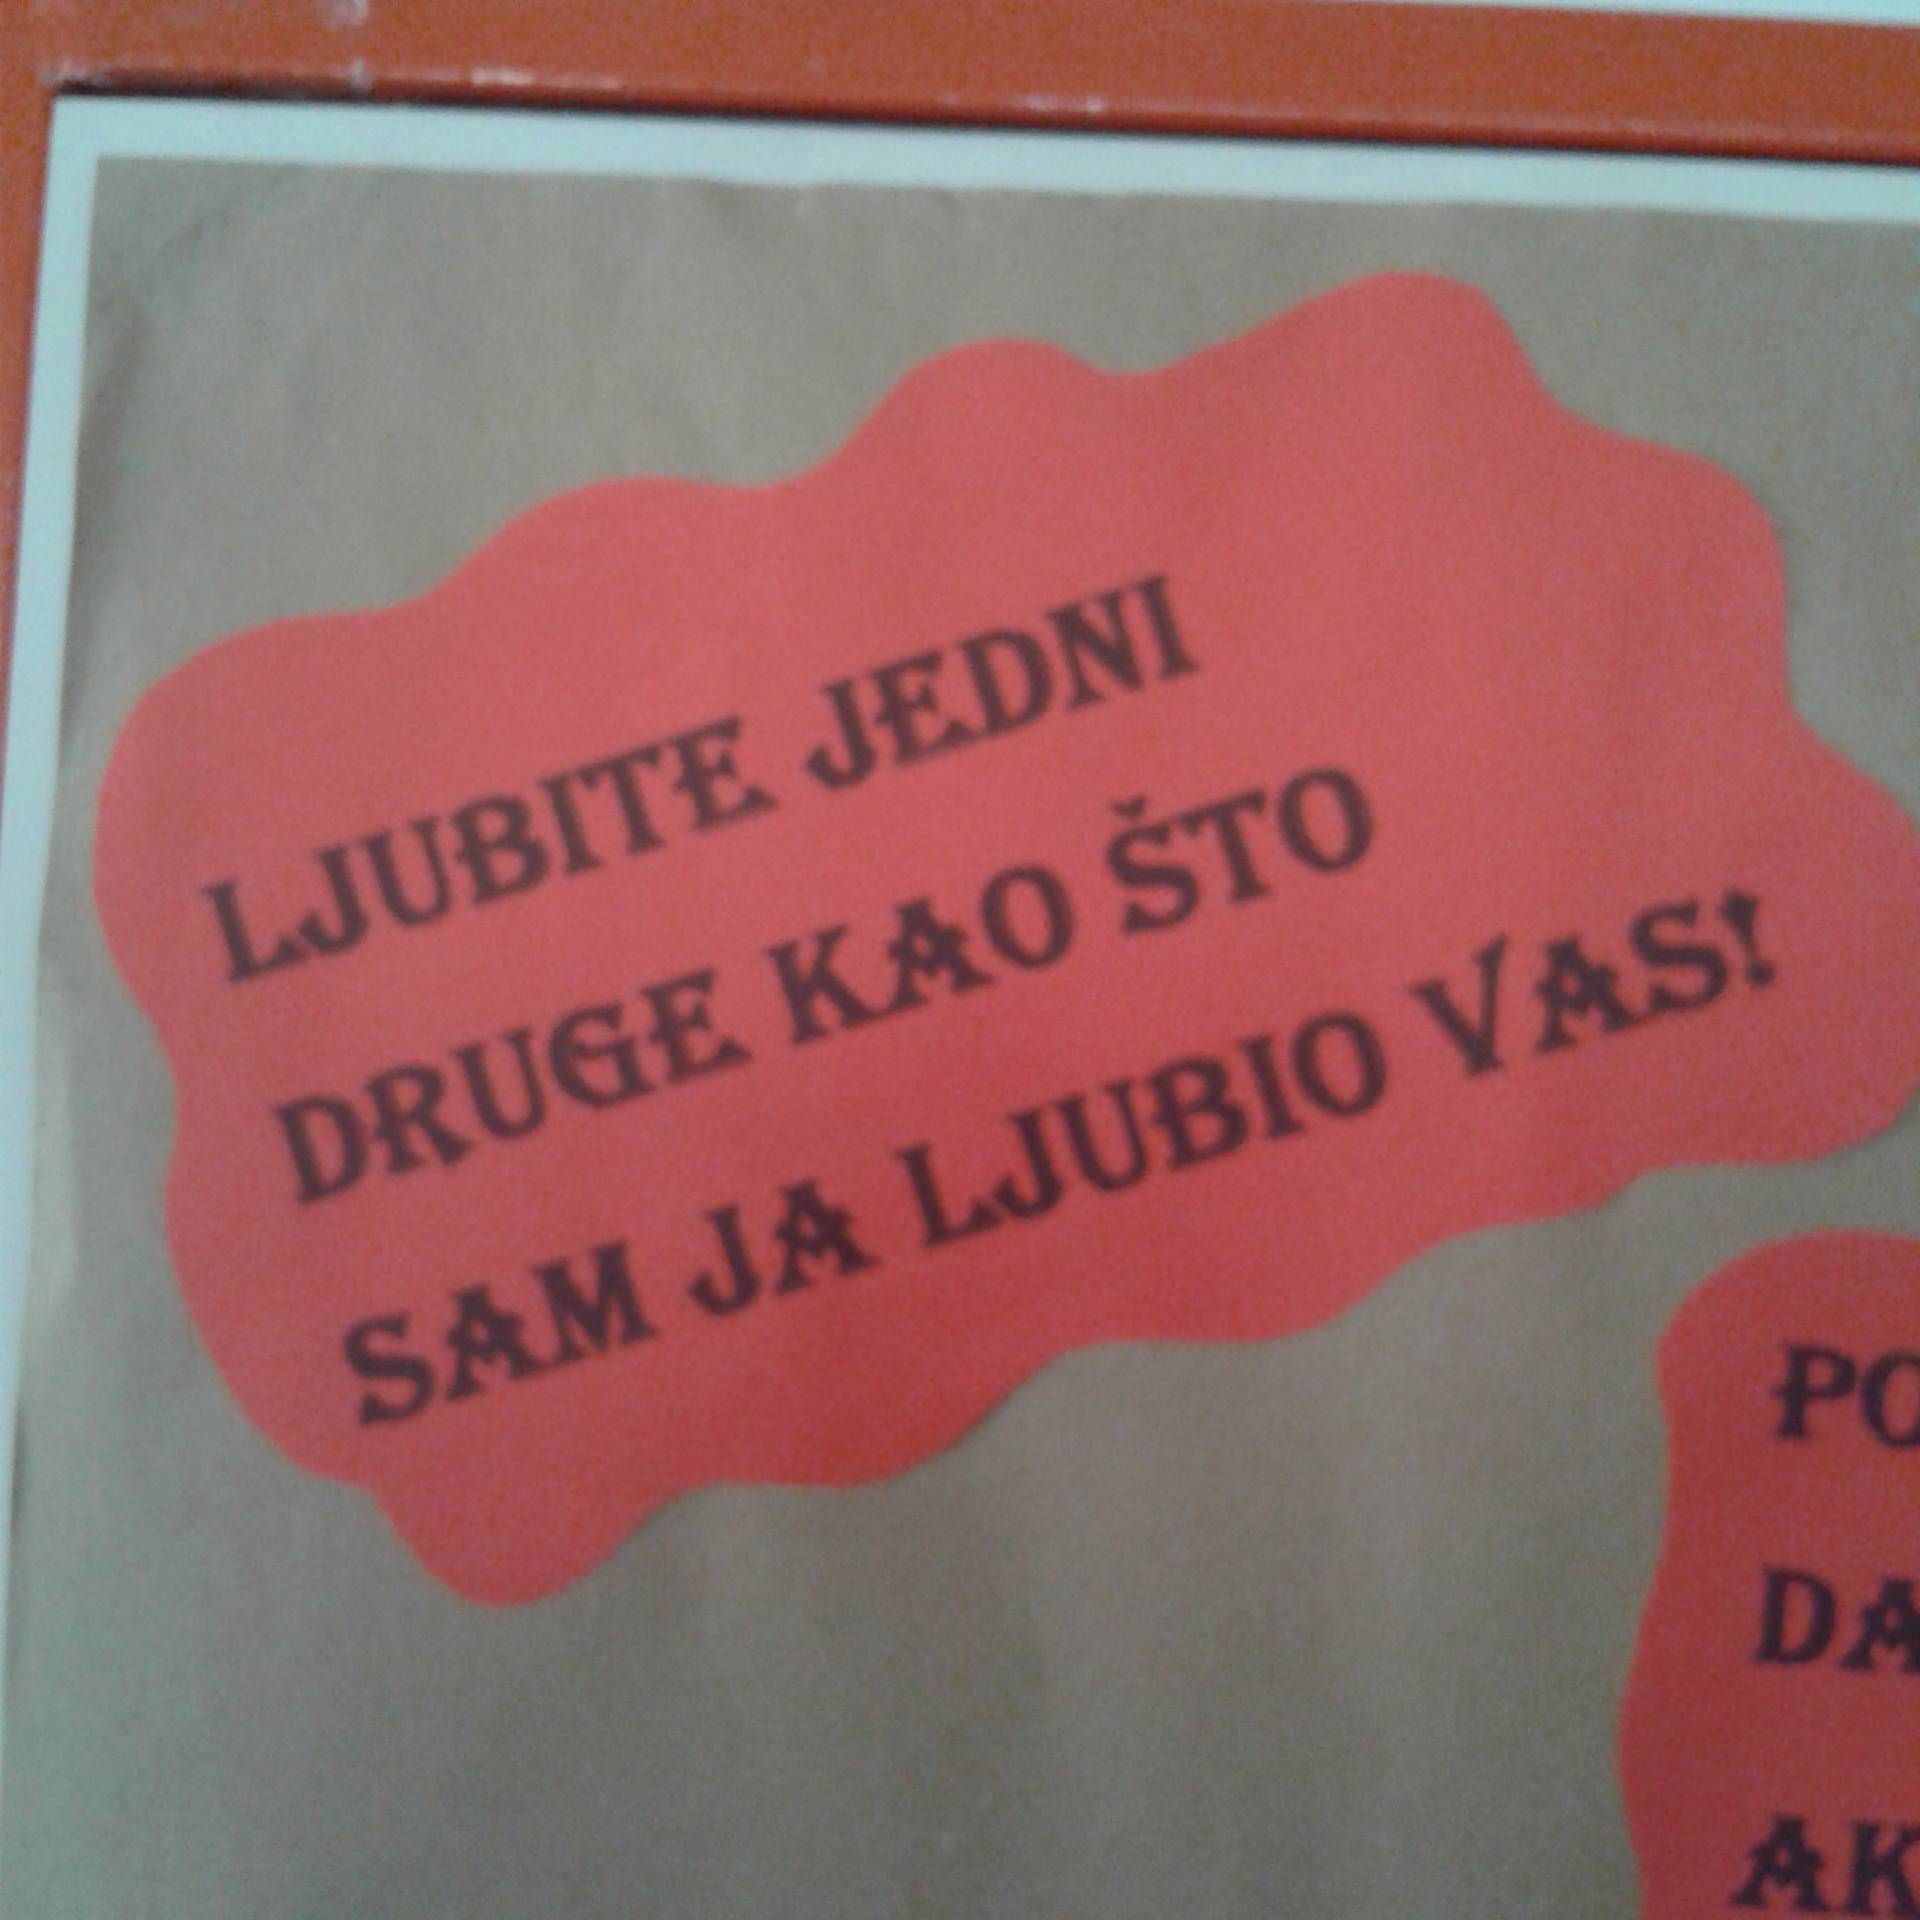 LJUBITE JEDNI
DRUGE KAO ŠTO
SAM JA LJUBIO VAS!